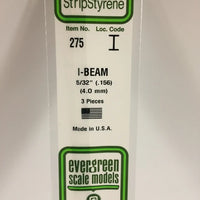 StripStyrene
Item No. Loc. Code
275
I-BEAM
5/32" (.156)
(4.0 mm)
3 Pieces
Made in U.S.A.
evergreen
scale models